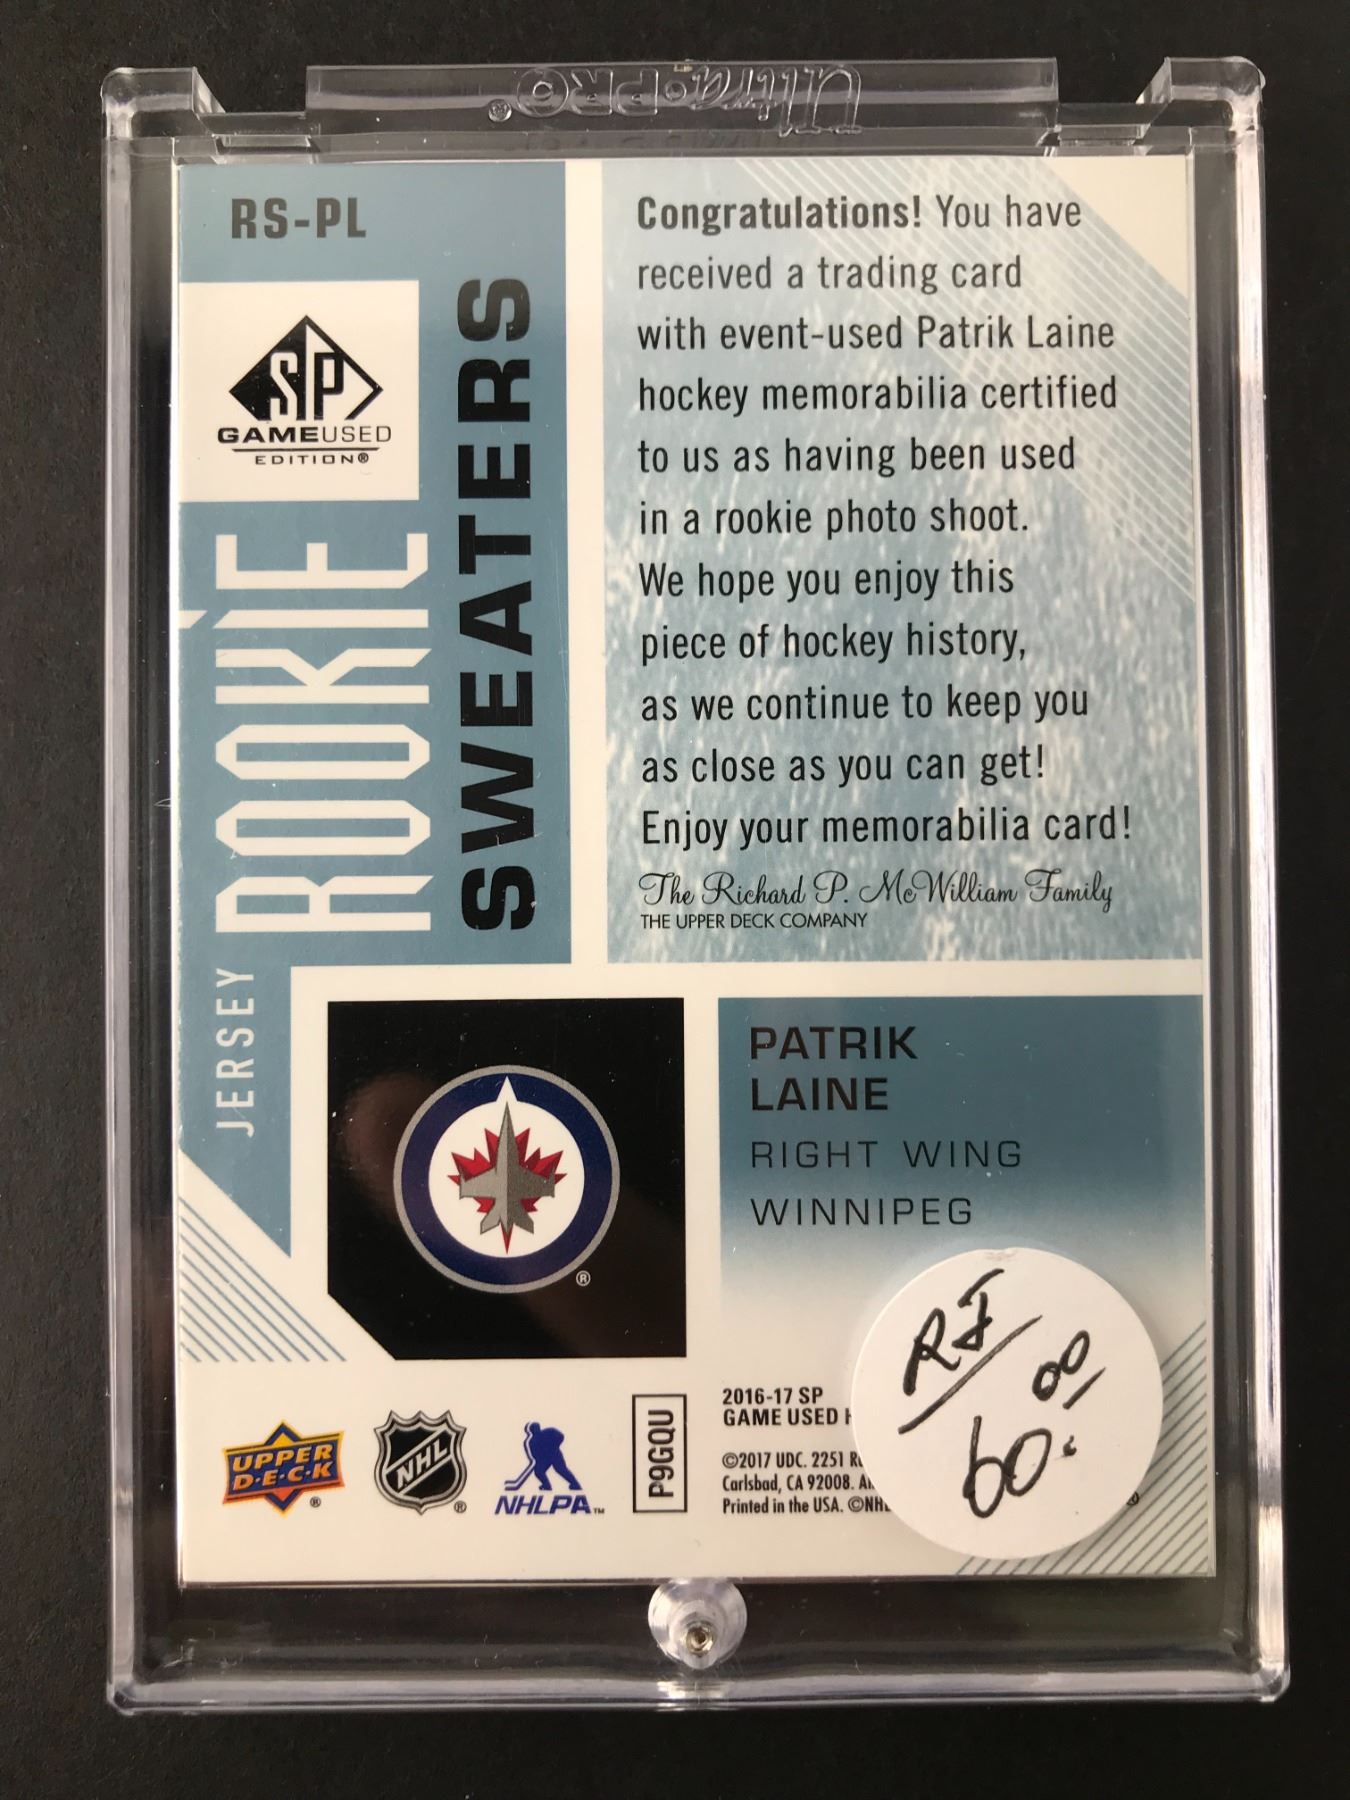 Ultra•PRO®
RS-PL
SP
GAMEUSED
EDITION®
JERSEY ROOKIE
SWEATERS
Congratulations! You have
received a trading card
with event-used Patrik Laine
hockey memorabilia certified
to us as having been used
in a rookie photo shoot.
We hope you enjoy this
piece of hockey history,
as we continue to keep you
as close as you can get!
Enjoy your memorabilia card!
The Richard P. McWilliam Family
THE UPPER DECK COMPANY
®
PATRIK
LAINE
RIGHT WING
WINNIPEG
UPPER
D•E•C•K
®
NHL
®
NHLPA™
P9GQU
2016-17 SP
GAME USED
©2017 UDC. 2251
Carlsbad, CA 92008.
Printed in the USA.
®
60.00